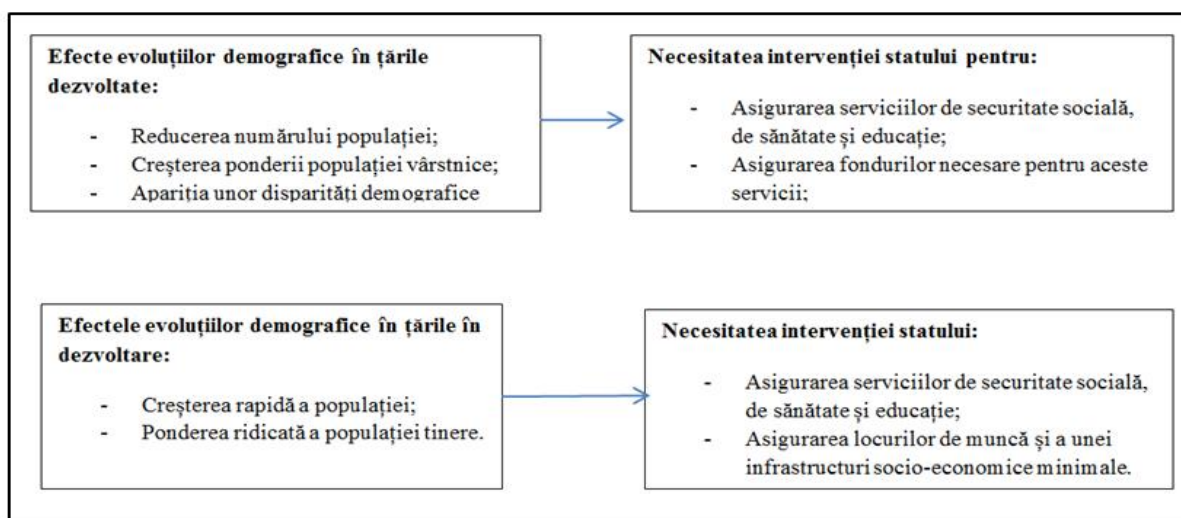 Efecte evoluțiilor demografice în țările
dezvoltate:
- Reducerea numărului populației;
- Creșterea ponderii populației vârstnice;
- Apariția unor disparități demografice
Necesitatea intervenției statului pentru:
- Asigurarea serviciilor de securitate socială,
de sănătate și educație;
- Asigurarea fondurilor necesare pentru aceste
servicii;
Efectele evoluțiilor demografice în țările în
dezvoltare:
- Creșterea rapidă a populației;
- Ponderea ridicată a populației tinere.
Necesitatea intervenției statului:
- Asigurarea serviciilor de securitate socială,
de sănătate și educație;
- Asigurarea locurilor de muncă și a unei
infrastructuri socio-economice minimale.